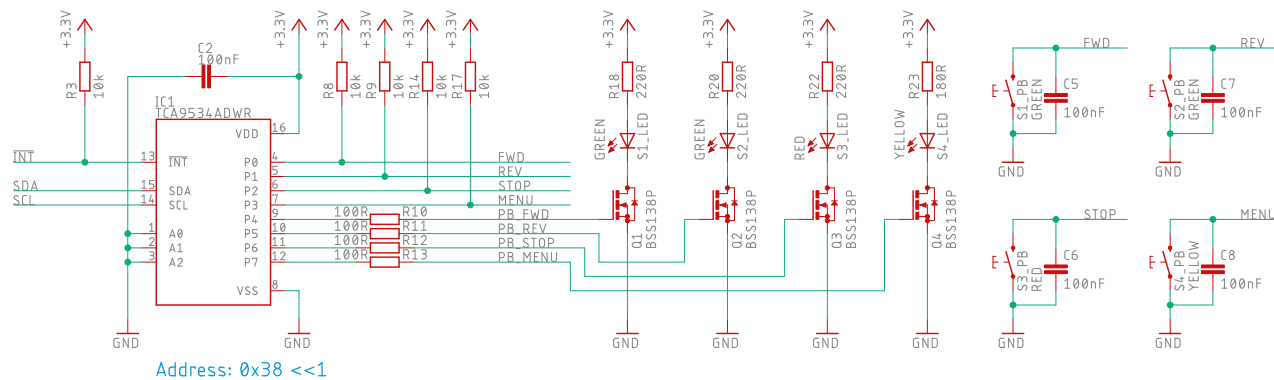 +3.3V
R3
10k
C2
100nF
+3.3V
+3.3V
R8
10k
+3.3V
R9
10k
+3.3V
R14
10k
+3.3V
R17
10k
IC1
TCA9534ADWR
VDD
16
INT
13
INT
SDA
15
SDA
SCL
14
SCL
1
A0
2
A1
3
A2
P0
4
FWD
P1
5
REV
P2
6
STOP
P3
7
MENU
P4
9
100R
R10
PB_FWD
P5
10
100R
R11
PB_REV
P6
11
100R
R12
PB_STOP
P7
12
100R
R13
PB_MENU
VSS
8
GND
GND
Address: 0x38 <<1
+3.3V
R18
220R
GREEN
S1_LED
Q1
BSS138P
GND
+3.3V
R20
220R
GREEN
S2_LED
Q2
BSS138P
GND
+3.3V
R22
220R
RED
S3_LED
Q3
BSS138P
GND
+3.3V
R23
180R
YELLOW
S4_LED
Q4
BSS138P
GND
FWD
S1_PB
GREEN
C5
100nF
GND
REV
S2_PB
GREEN
C7
100nF
GND
STOP
S3_PB
RED
C6
100nF
GND
MENU
S4_PB
YELLOW
C8
100nF
GND